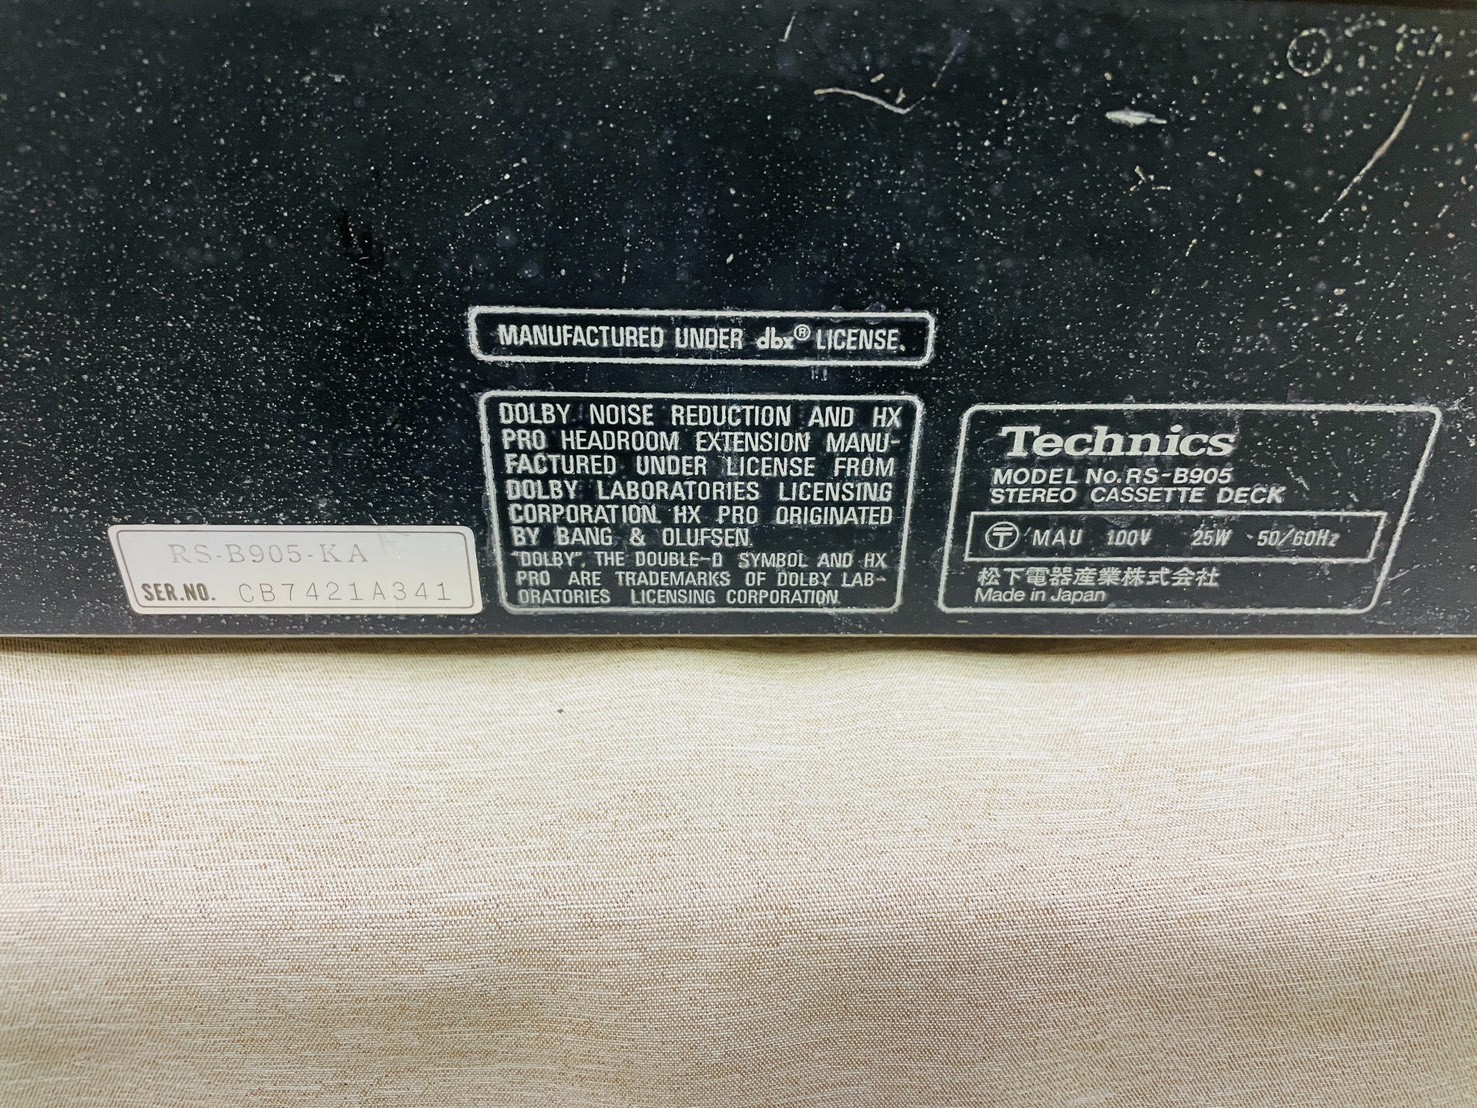 MANUFACTURED UNDER dbx® LICENSE.
DOLBY NOISE REDUCTION AND HX
PRO HEADROOM EXTENSION MANU-
FACTURED UNDER LICENSE FROM
DOLBY LABORATORIES LICENSING
CORPORATION. HX PRO ORIGINATED
BY BANG & OLUFSEN.
"DOLBY", THE DOUBLE-D SYMBOL AND HX
PRO ARE TRADEMARKS OF DOLBY LAB-
ORATORIES LICENSING CORPORATION.
Technics
MODEL No.RS-B905
STEREO CASSETTE DECK
〒 MAU 100V 25W 50/60Hz
松下電器産業株式会社
Made in Japan
RS-B905-KA
SER.NO. CB7421A341